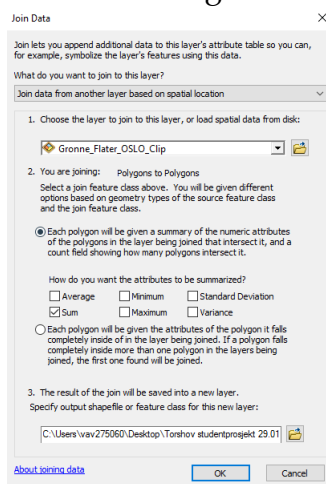 Join Data
Join lets you append additional data to this layer's attribute table so you can,
for example, symbolize the layer's features using this data.
What do you want to join to this layer?
Join data from another layer based on spatial location
1. Choose the layer to join to this layer, or load spatial data from disk:
Gronne_Flater_OSLO_Clip
2. You are joining: Polygons to Polygons
Select a join feature class above. You will be given different
options based on geometry types of the source feature class
and the join feature class.
Each polygon will be given a summary of the numeric attributes
of the polygons in the layer being joined that intersect it, and a
count field showing how many polygons intersect it.
How do you want the attributes to be summarized?
Average Minimum Standard Deviation
Sum Maximum Variance
Each polygon will be given the attributes of the polygon it falls
completely inside of in the layer being joined. If a polygon falls
completely inside more than one polygon in the layers being
joined, the first one found will be joined.
3. The result of the join will be saved into a new layer.
Specify output shapefile or feature class for this new layer:
C:\Users\vav275060\Desktop\Torshov studentprosjekt 29.01
About joining data OK Cancel